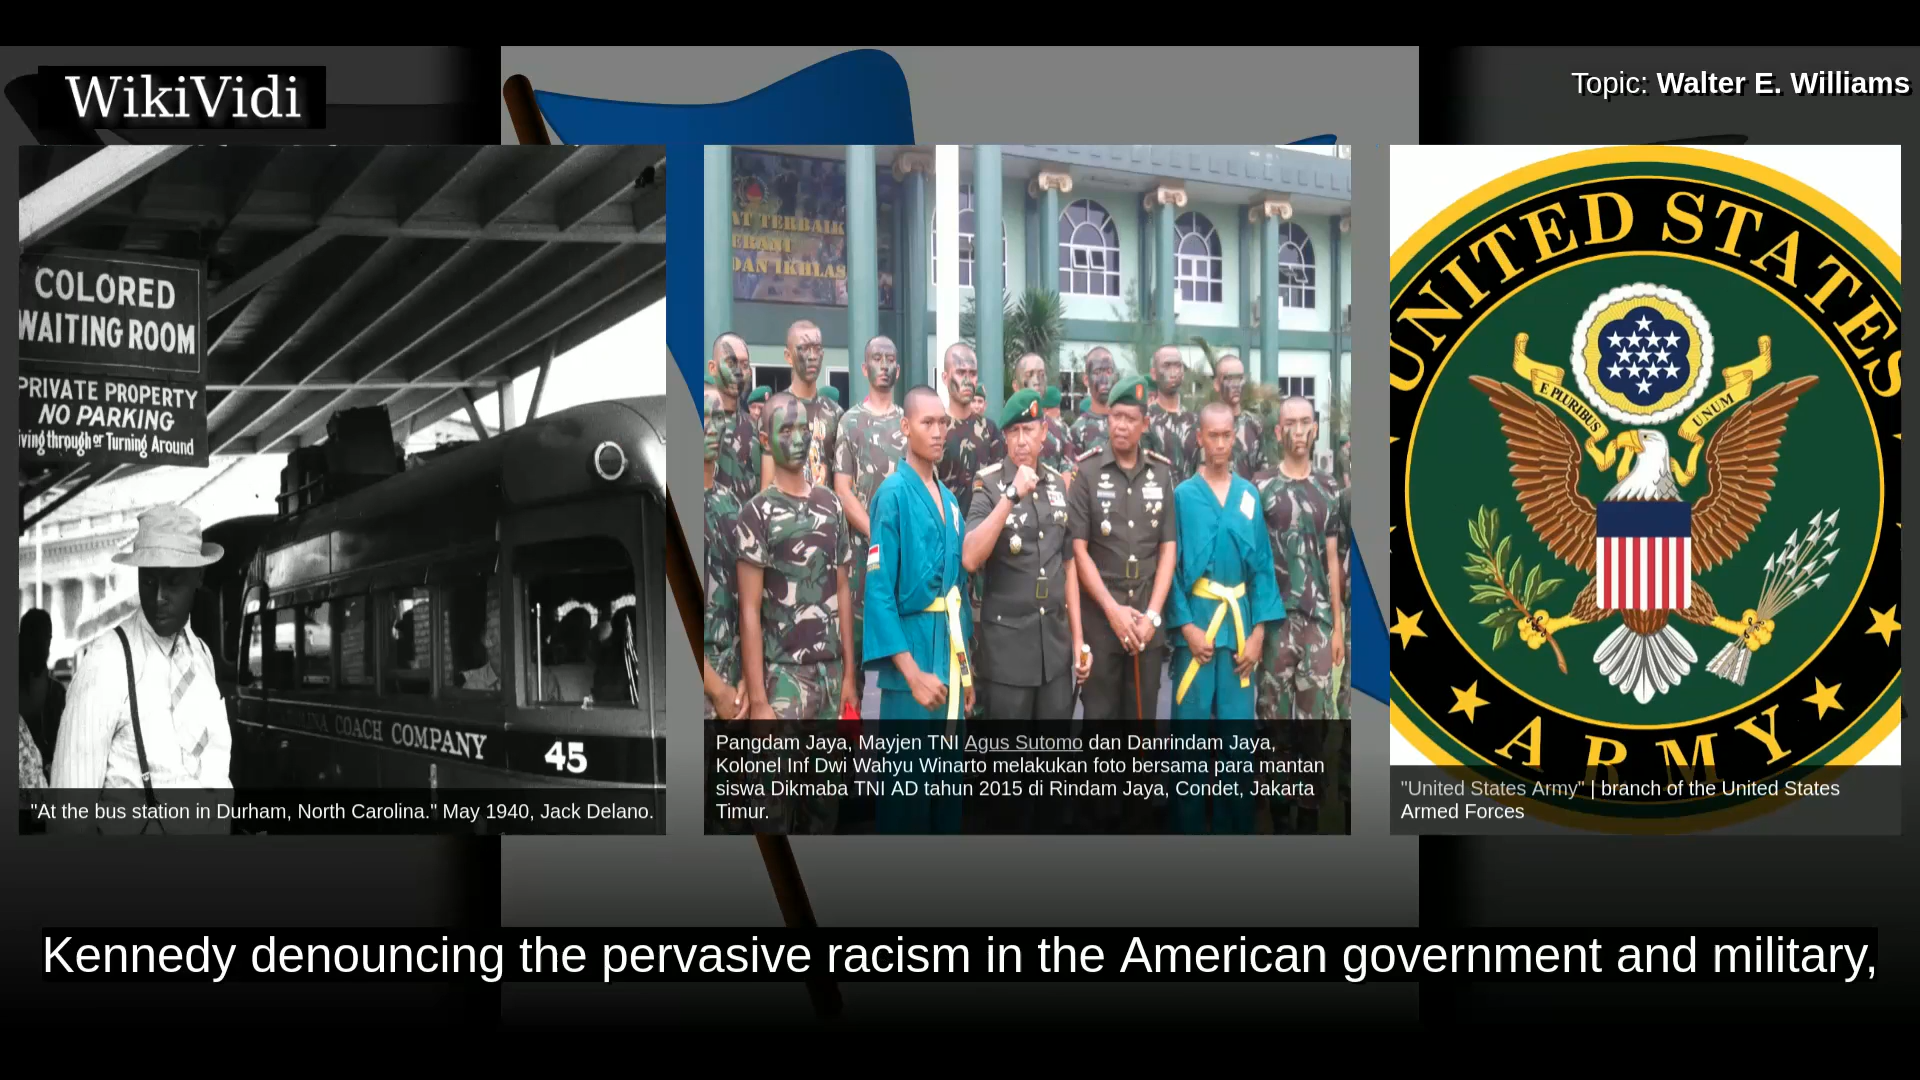 WikiVidi
Topic: Walter E. Williams
COLORED
WAITING ROOM
PRIVATE PROPERTY
NO PARKING
iving through or Turning Around
COACH COMPANY
45
"At the bus station in Durham, North Carolina." May 1940, Jack Delano.
AT TERBAIK
DAN IKHLAS
Pangdam Jaya, Mayjen TNI Agus Sutomo dan Danrindam Jaya,
Kolonel Inf Dwi Wahyu Winarto melakukan foto bersama para mantan
siswa Dikmaba TNI AD tahun 2015 di Rindam Jaya, Condet, Jakarta
Timur.
UNITED STATES
E PLURIBUS
UNUM
ARMY
"United States Army" | branch of the United States
Armed Forces
Kennedy denouncing the pervasive racism in the American government and military,